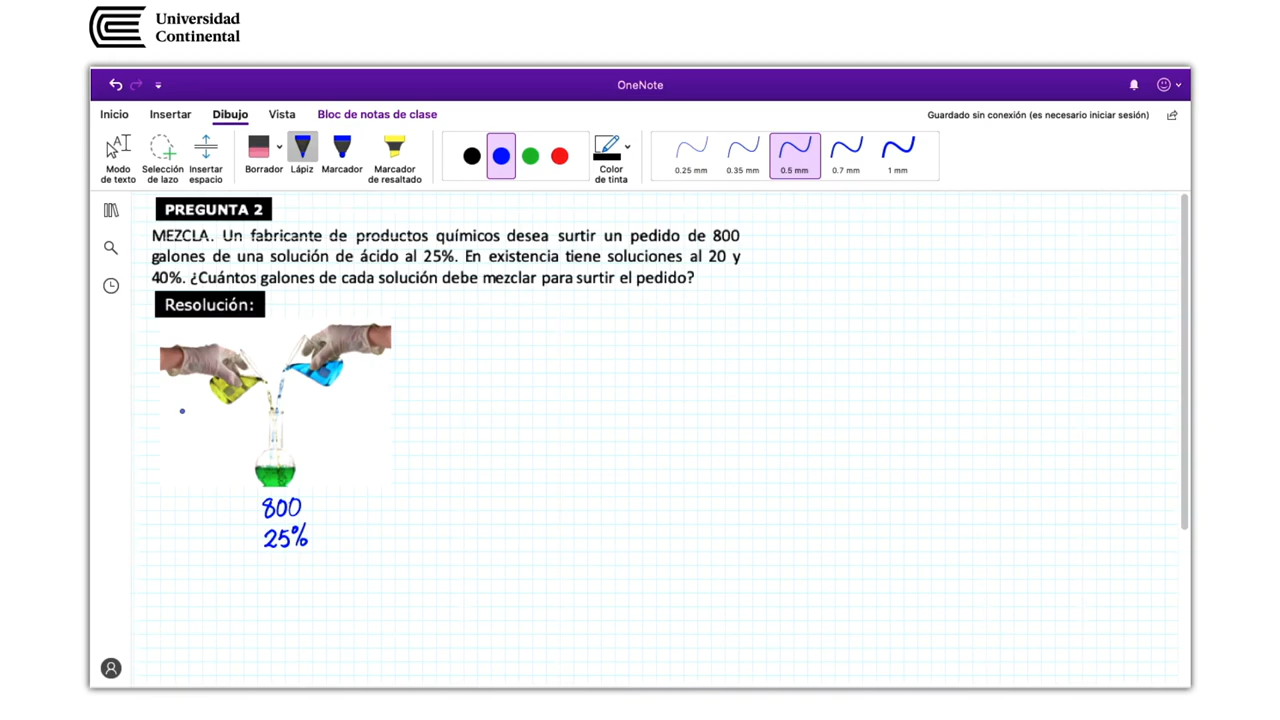 Universidad
Continental
OneNote
Inicio Insertar Dibujo Vista Bloc de notas de clase
Guardado sin conexión (es necesario iniciar sesión)
Modo de texto
Selección de lazo
Insertar espacio
Borrador
Lápiz
Marcador
Marcador de resaltado
Color de tinta
0.25 mm
0.35 mm
0.5 mm
0.7 mm
1 mm
PREGUNTA 2
MEZCLA. Un fabricante de productos químicos desea surtir un pedido de 800
galones de una solución de ácido al 25%. En existencia tiene soluciones al 20 y
40%. ¿Cuántos galones de cada solución debe mezclar para surtir el pedido?
Resolución:
800
25%